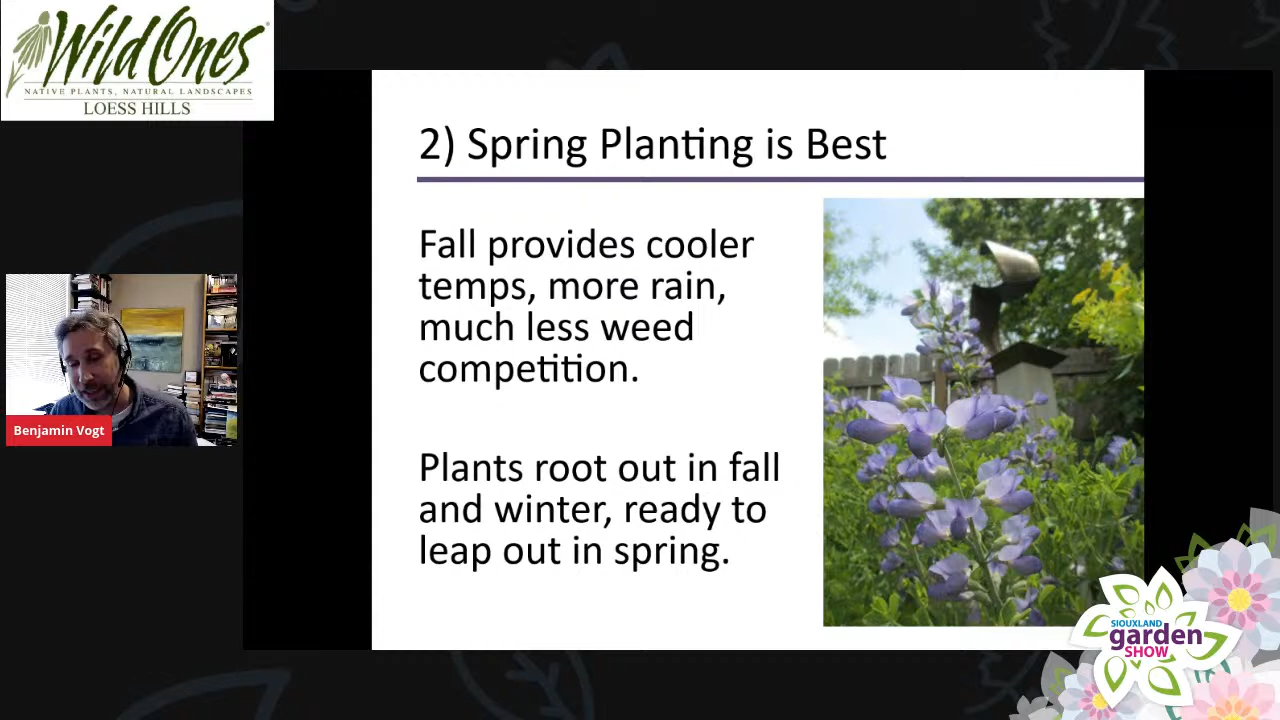 Wild Ones
NATIVE PLANTS, NATURAL LANDSCAPES
LOESS HILLS
2) Spring Planting is Best
Fall provides cooler
temps, more rain,
much less weed
competition.
Plants root out in fall
and winter, ready to
leap out in spring.
Benjamin Vogt
SIOUXLAND
garden
SHOW